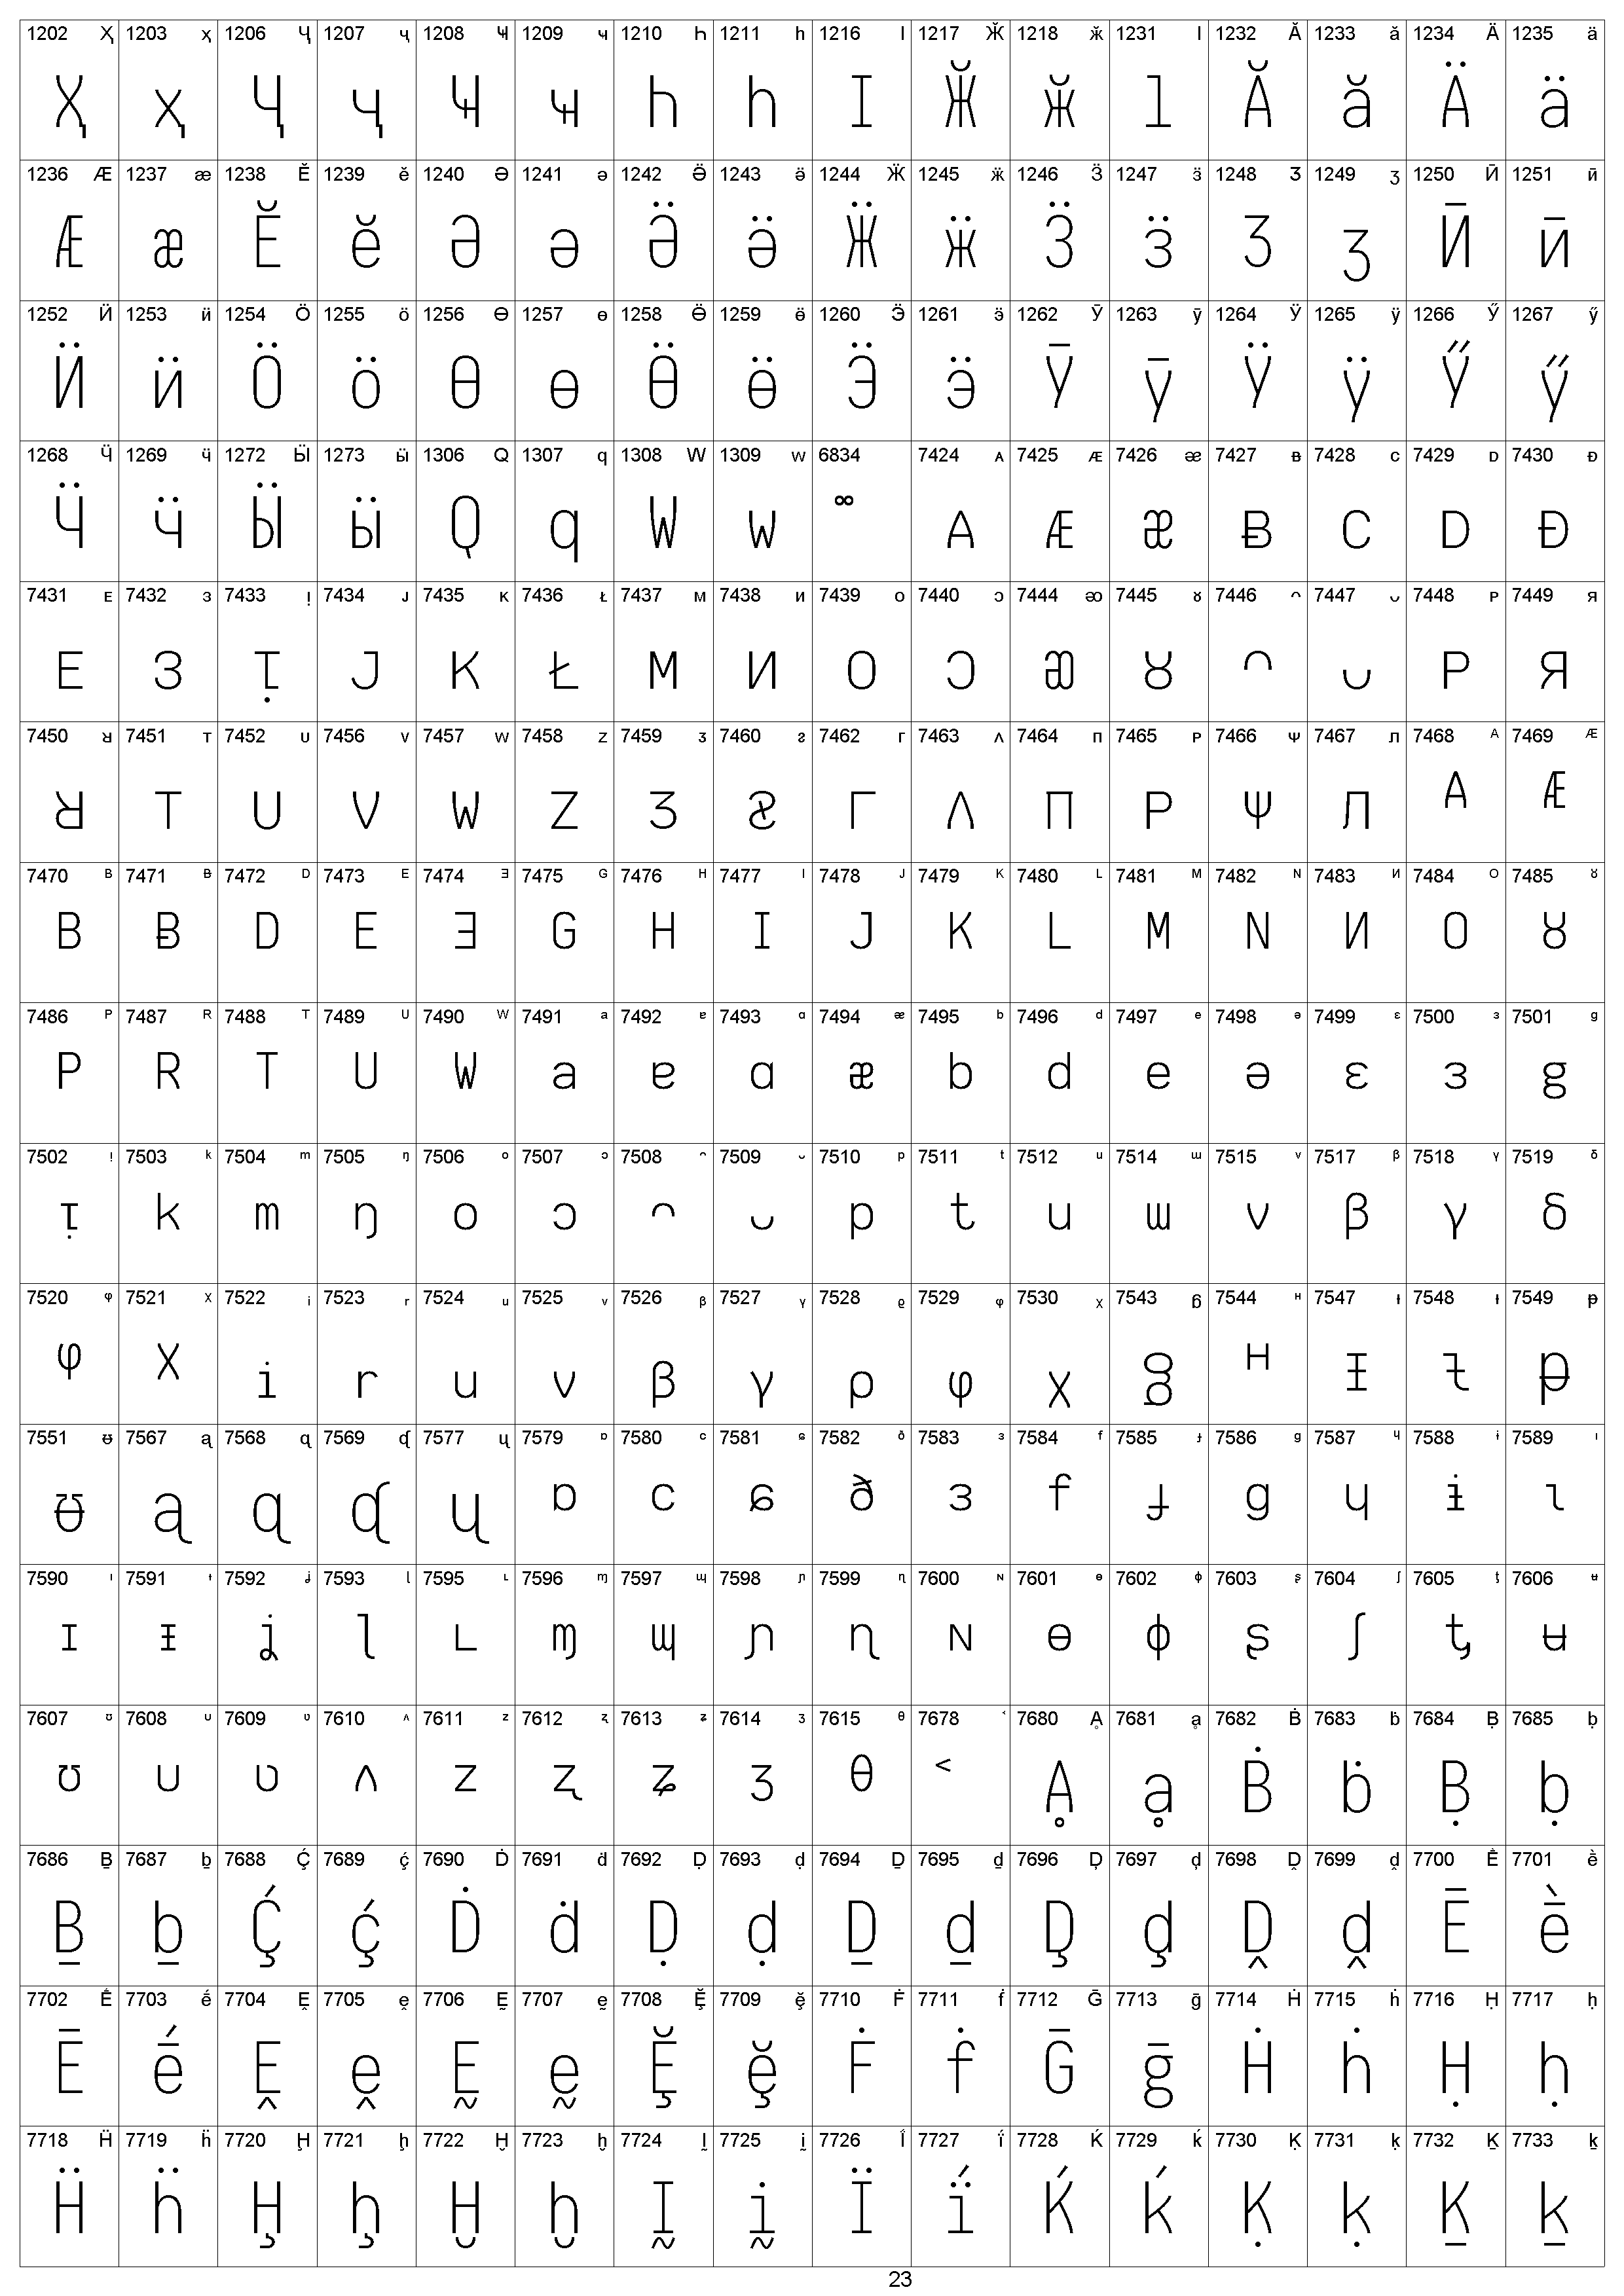 1202 Ҳ 1203 ҳ 1206 Ҷ 1207 ҷ 1208 Ҹ 1209 ҹ 1210 Һ 1211 һ 1216 Ӏ 1217 Ӂ 1218 ӂ 1231 ӏ 1232 Ӑ 1233 ӑ 1234 Ӓ 1235 ӓ
Ҳ ҳ Ҷ ҷ Ҹ ҹ Һ һ Ӏ Ӂ ӂ ӏ Ӑ ӑ Ӓ ӓ
1236 Ӕ 1237 ӕ 1238 Ӗ 1239 ӗ 1240 Ә 1241 ә 1242 Ӛ 1243 ӛ 1244 Ӝ 1245 ӝ 1246 Ӟ 1247 ӟ 1248 Ӡ 1249 ӡ 1250 Ӣ 1251 ӣ
Ӕ ӕ Ӗ ӗ Ә ә Ӛ ӛ Ӝ ӝ Ӟ ӟ Ӡ ӡ Ӣ ӣ
1252 Ӥ 1253 ӥ 1254 Ӧ 1255 ӧ 1256 Ө 1257 ө 1258 Ӫ 1259 ӫ 1260 Ӭ 1261 ӭ 1262 Ӯ 1263 ӯ 1264 Ӱ 1265 ӱ 1266 Ӳ 1267 ӳ
Ӥ ӥ Ӧ ӧ Ө ө Ӫ ӫ Ӭ ӭ Ӯ ӯ Ӱ ӱ Ӳ ӳ
1268 Ӵ 1269 ӵ 1272 Ӹ 1273 ӹ 1306 Ԛ 1307 ԛ 1308 Ԝ 1309 ԝ 6834 7424 ᴀ 7425 ᴁ 7426 ᴂ 7427 ᴃ 7428 ᴄ 7429 ᴅ 7430 ᴆ
Ӵ ӵ Ӹ ӹ Ԛ ԛ Ԝ ԝ ᪲ ᴀ ᴁ ᴂ ᴃ ᴄ ᴅ ᴆ
7431 ᴇ 7432 ᴈ 7433 ᴉ 7434 ᴊ 7435 ᴋ 7436 ᴌ 7437 ᴍ 7438 ᴎ 7439 ᴏ 7440 ᴐ 7444 ᴔ 7445 ᴕ 7446 ᴖ 7447 ᴗ 7448 ᴘ 7449 ᴙ
ᴇ ᴈ ᴉ ᴊ ᴋ ᴌ ᴍ ᴎ ᴏ ᴐ ᴔ ᴕ ᴖ ᴗ ᴘ ᴙ
7450 ᴚ 7451 ᴛ 7452 ᴜ 7456 ᴠ 7457 ᴡ 7458 ᴢ 7459 ᴣ 7460 ᴤ 7462 ᴦ 7463 ᴧ 7464 ᴨ 7465 ᴩ 7466 ᴪ 7467 ᴫ 7468 ᴬ 7469 ᴭ
ᴚ ᴛ ᴜ ᴠ ᴡ ᴢ ᴣ ᴤ ᴦ ᴧ ᴨ ᴩ ᴪ ᴫ ᴬ ᴭ
7470 ᴮ 7471 ᴯ 7472 ᴰ 7473 ᴱ 7474 ᴲ 7475 ᴳ 7476 ᴴ 7477 ᴵ 7478 ᴶ 7479 ᴷ 7480 ᴸ 7481 ᴹ 7482 ᴺ 7483 ᴻ 7484 ᴼ 7485 ᴽ
ᴮ ᴯ ᴰ ᴱ ᴲ ᴳ ᴴ ᴵ ᴶ ᴷ ᴸ ᴹ ᴺ ᴻ ᴼ ᴽ
7486 ᴾ 7487 ᴿ 7488 ᵀ 7489 ᵁ 7490 ᵂ 7491 ᵃ 7492 ᵄ 7493 ᵅ 7494 ᵆ 7495 ᵇ 7496 ᵈ 7497 ᵉ 7498 ᵊ 7499 ᵋ 7500 ᵌ 7501 ᵍ
ᴾ ᴿ ᵀ ᵁ ᵂ ᵃ ᵄ ᵅ ᵆ ᵇ ᵈ ᵉ ᵊ ᵋ ᵌ ᵍ
7502 ᵎ 7503 ᵏ 7504 ᵐ 7505 ᵑ 7506 ᵒ 7507 ᵓ 7508 ᵔ 7509 ᵕ 7510 ᵖ 7511 ᵗ 7512 ᵘ 7514 ᵚ 7515 ᵛ 7517 ᵝ 7518 ᵞ 7519 ᵟ
ᵎ ᵏ ᵐ ᵑ ᵒ ᵓ ᵔ ᵕ ᵖ ᵗ ᵘ ᵚ ᵛ ᵝ ᵞ ᵟ
7520 ᵠ 7521 ᵡ 7522 ᵢ 7523 ᵣ 7524 ᵤ 7525 ᵥ 7526 ᵦ 7527 ᵧ 7528 ᵨ 7529 ᵩ 7530 ᵪ 7543 ᵷ 7544 ᵸ 7547 ᵻ 7548 ᵼ 7549 ᵽ
ᵠ ᵡ ᵢ ᵣ ᵤ ᵥ ᵦ ᵧ ᵨ ᵩ ᵪ ᵷ ᵸ ᵻ ᵼ ᵽ
7551 ᵿ 7567 ᶏ 7568 ᶐ 7569 ᶑ 7577 ᶙ 7579 ᶛ 7580 ᶜ 7581 ᶝ 7582 ᶞ 7583 ᶟ 7584 ᶠ 7585 ᶡ 7586 ᶢ 7587 ᶣ 7588 ᶤ 7589 ᶥ
ᵿ ᶏ ᶐ ᶑ ᶙ ᶛ ᶜ ᶝ ᶞ ᶟ ᶠ ᶡ ᶢ ᶣ ᶤ ᶥ
7590 ᶦ 7591 ᶧ 7592 ᶨ 7593 ᶩ 7595 ᶫ 7596 ᶬ 7597 ᶭ 7598 ᶮ 7599 ᶯ 7600 ᶰ 7601 ᶱ 7602 ᶲ 7603 ᶳ 7604 ᶴ 7605 ᶵ 7606 ᶶ
ᶦ ᶧ ᶨ ᶩ ᶫ ᶬ ᶭ ᶮ ᶯ ᶰ ᶱ ᶲ ᶳ ᶴ ᶵ ᶶ
7607 ᶷ 7608 ᶸ 7609 ᶹ 7610 ᶺ 7611 ᶻ 7612 ᶼ 7613 ᶽ 7614 ᶾ 7615 ᶿ 7678 ᷾ 7680 Ḁ 7681 ḁ 7682 Ḃ 7683 ḃ 7684 Ḅ 7685 ḅ
ᶷ ᶸ ᶹ ᶺ ᶻ ᶼ ᶽ ᶾ ᶿ ᷾ Ḁ ḁ Ḃ ḃ Ḅ ḅ
7686 Ḇ 7687 ḇ 7688 Ḉ 7689 ḉ 7690 Ḋ 7691 ḋ 7692 Ḍ 7693 ḍ 7694 Ḏ 7695 ḏ 7696 Ḑ 7697 ḑ 7698 Ḓ 7699 ḓ 7700 Ḕ 7701 ḕ
Ḇ ḇ Ḉ ḉ Ḋ ḋ Ḍ ḍ Ḏ ḏ Ḑ ḑ Ḓ ḓ Ē ḕ
7702 Ḗ 7703 ḗ 7704 Ḙ 7705 ḙ 7706 Ḛ 7707 ḛ 7708 Ḝ 7709 ḝ 7710 Ḟ 7711 ḟ 7712 Ḡ 7713 ḡ 7714 Ḣ 7715 ḣ 7716 Ḥ 7717 ḥ
Ē ḗ Ḙ ḙ Ḛ ḛ Ḝ ḝ Ḟ ḟ Ḡ ḡ Ḣ ḣ Ḥ ḥ
7718 Ḧ 7719 ḧ 7720 Ḩ 7721 ḩ 7722 Ḫ 7723 ḫ 7724 Ḭ 7725 ḭ 7726 Ḯ 7727 ḯ 7728 Ḱ 7729 ḱ 7730 Ḳ 7731 ḳ 7732 Ḵ 7733 ḵ
Ḧ ḧ Ḩ ḩ Ḫ ḫ Ḭ ḭ Ï ḯ Ḱ ḱ Ḳ ḳ Ḵ ḵ
23